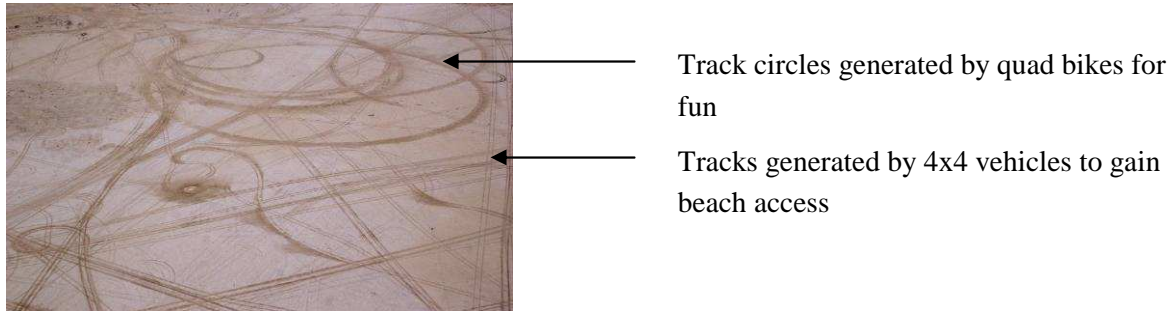 Track circles generated by quad bikes for
fun
Tracks generated by 4x4 vehicles to gain
beach access